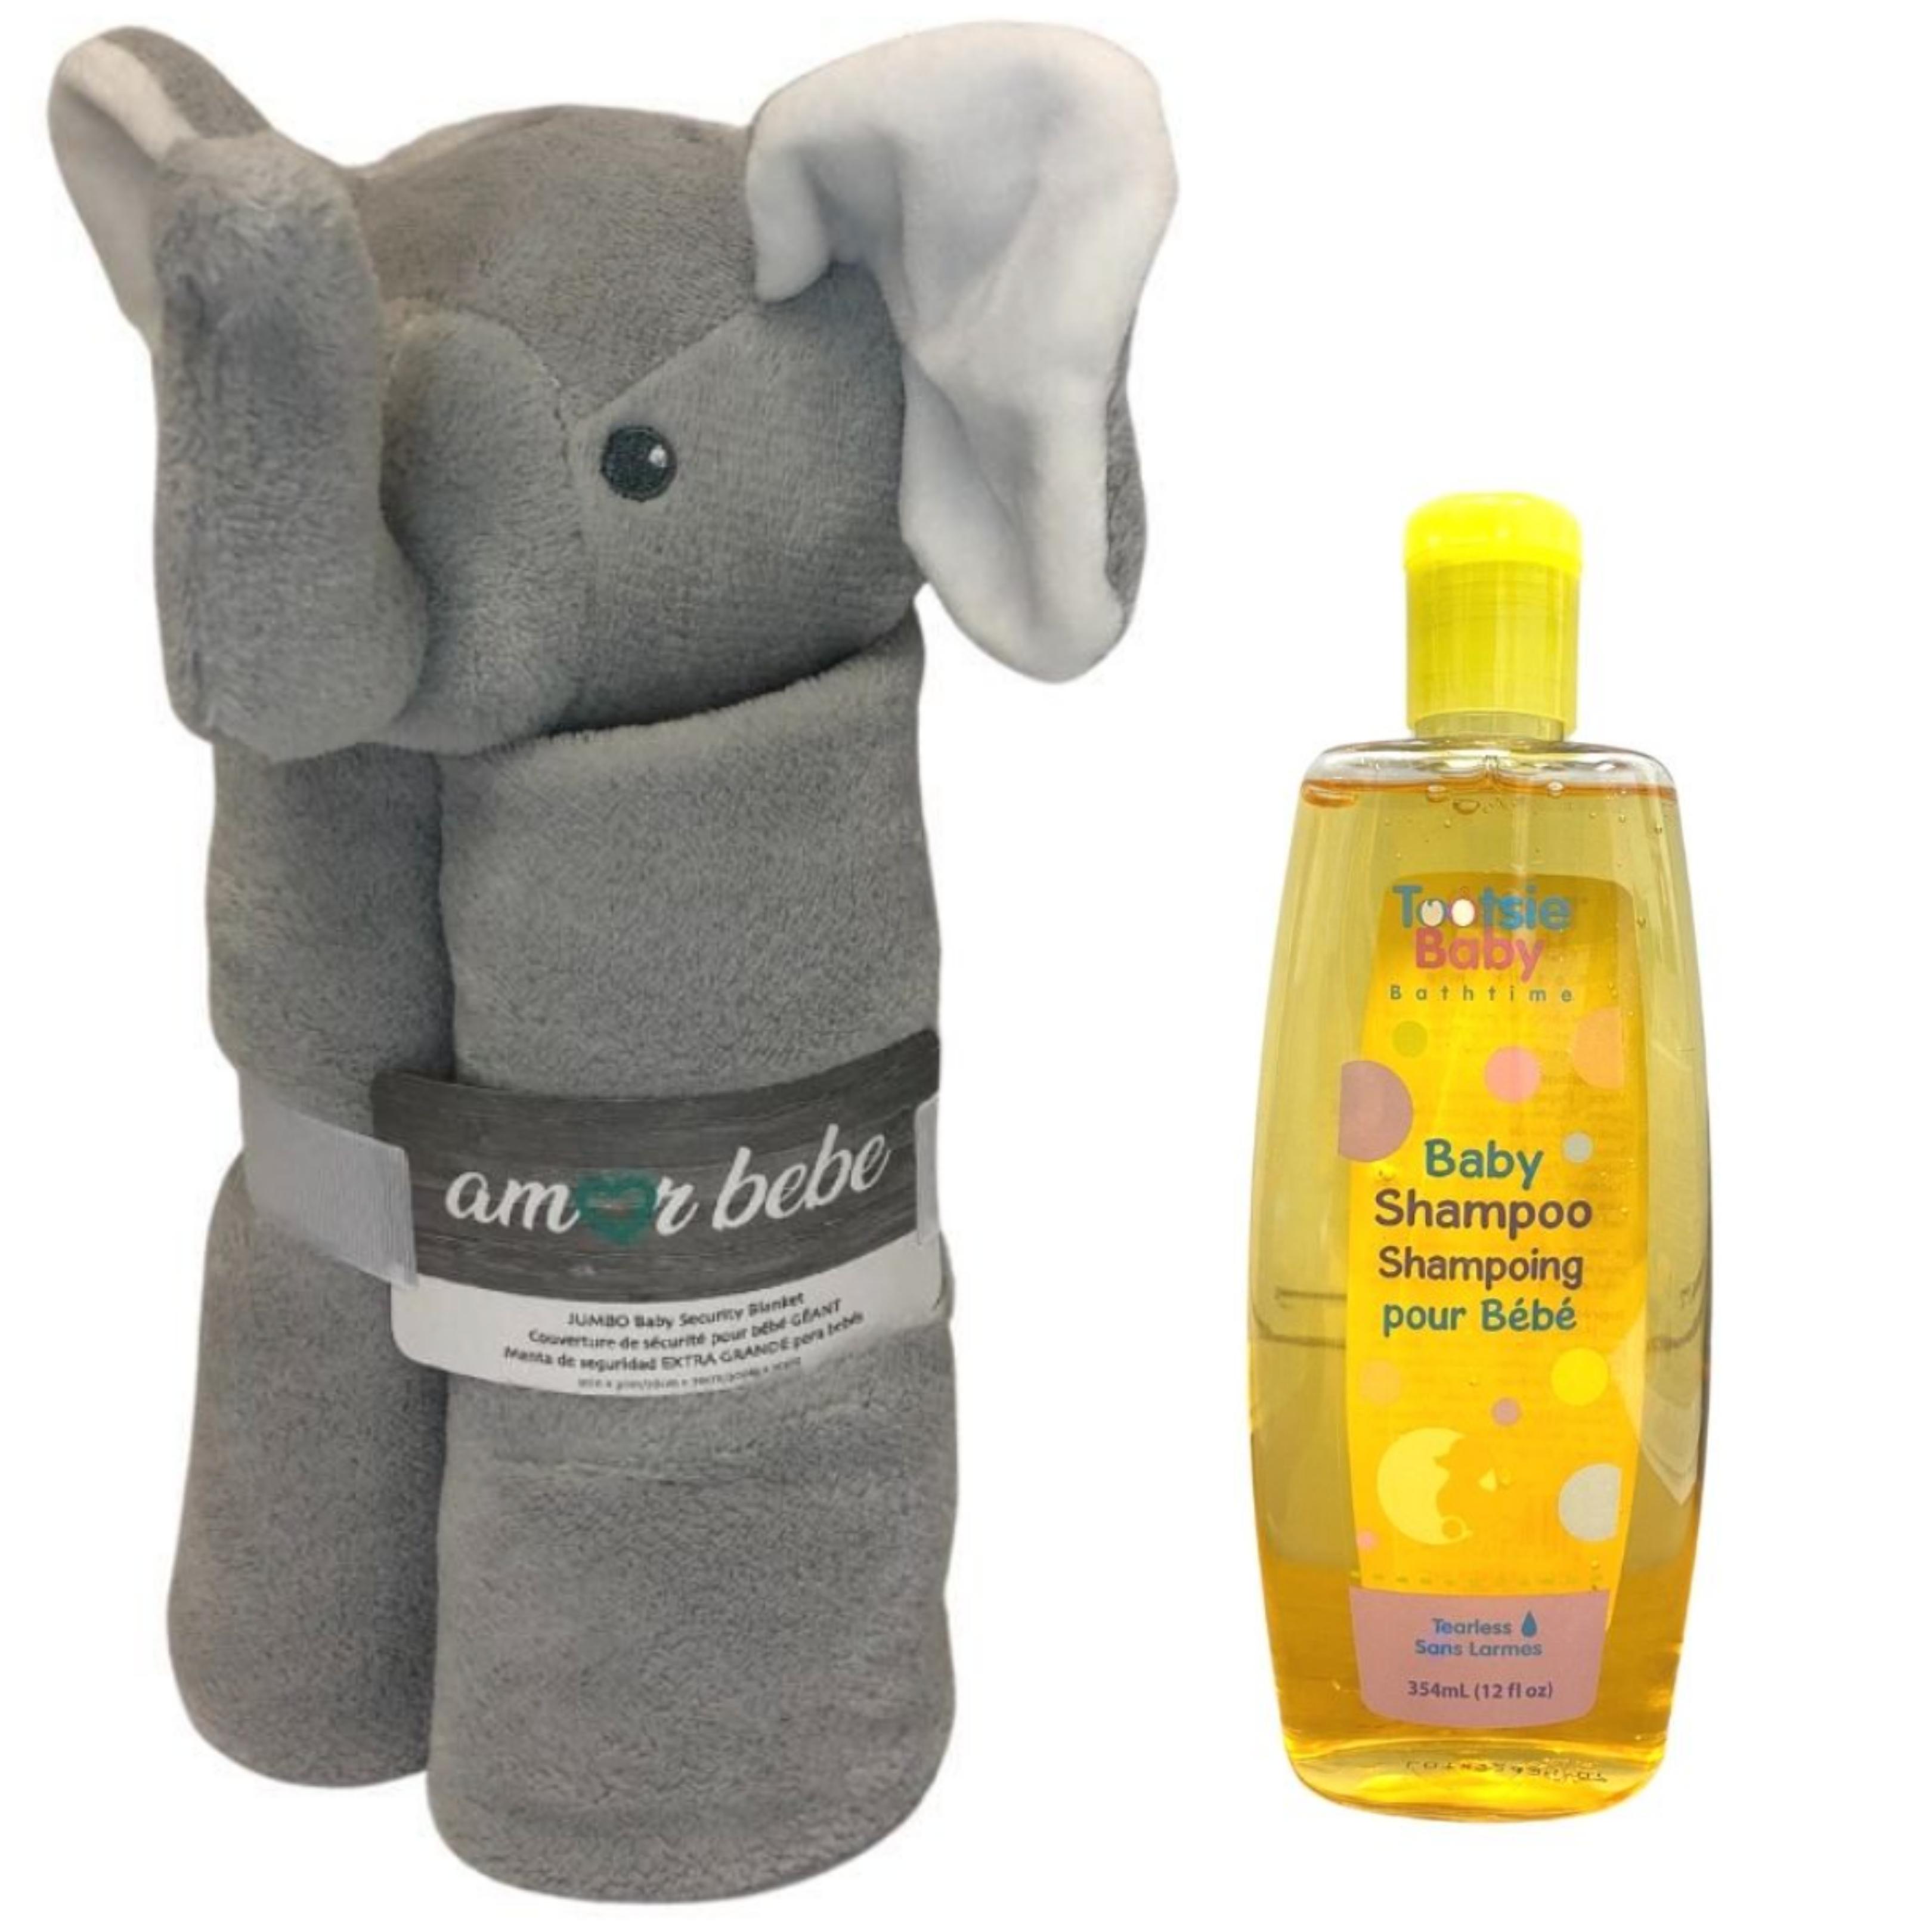 amor bebe
JUMBO Baby Security Blanket
Couverture de sécurité pour bébé GÉANT
Manta de seguridad EXTRA GRANDE para bebés
Tootsie
Baby
Bathtime
Baby
Shampoo
Shampoing
pour Bébé
Tearless
Sans Larmes
354mL (12 fl oz)